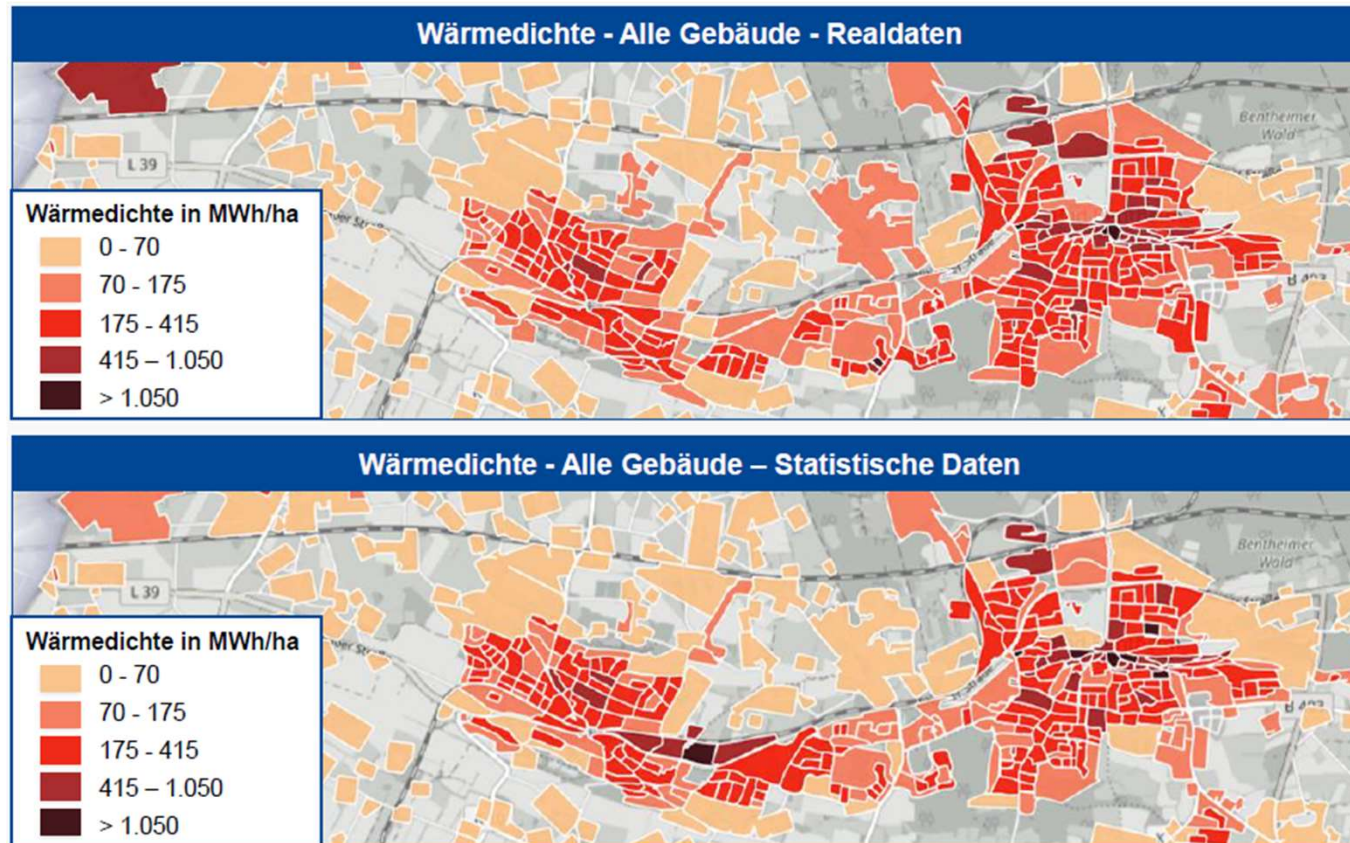 Wärmedichte - Alle Gebäude - Realdaten
Bentheimer
Wald
L 39
Wärmedichte in MWh/ha
0 - 70
70 - 175
175 - 415
415 – 1.050
> 1.050
B 403
Wärmedichte - Alle Gebäude – Statistische Daten
Bentheimer
Wald
L 39
Wärmedichte in MWh/ha
0 - 70
70 - 175
175 - 415
415 – 1.050
> 1.050
B 403